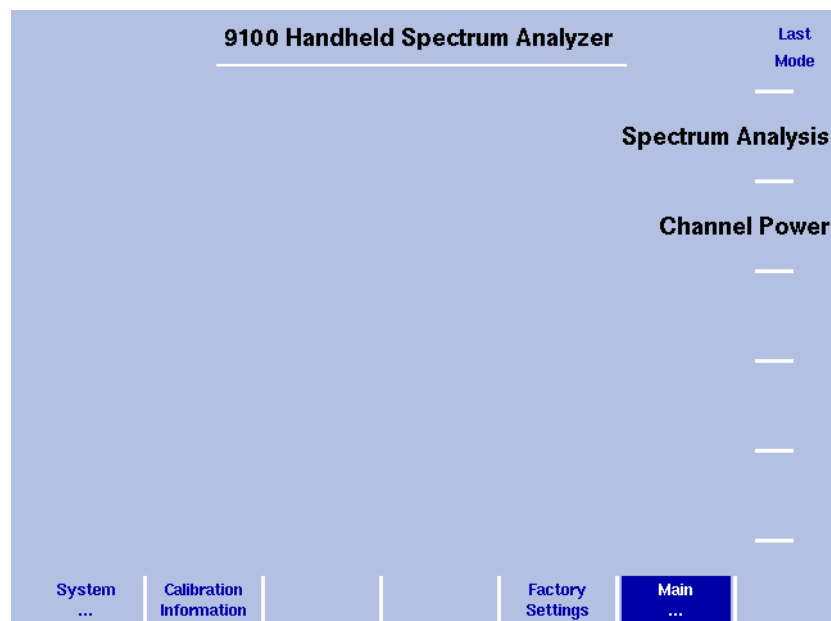 9100 Handheld Spectrum Analyzer
Last
Mode
Spectrum Analysis
Channel Power
System
...
Calibration
Information
Factory
Settings
Main
...